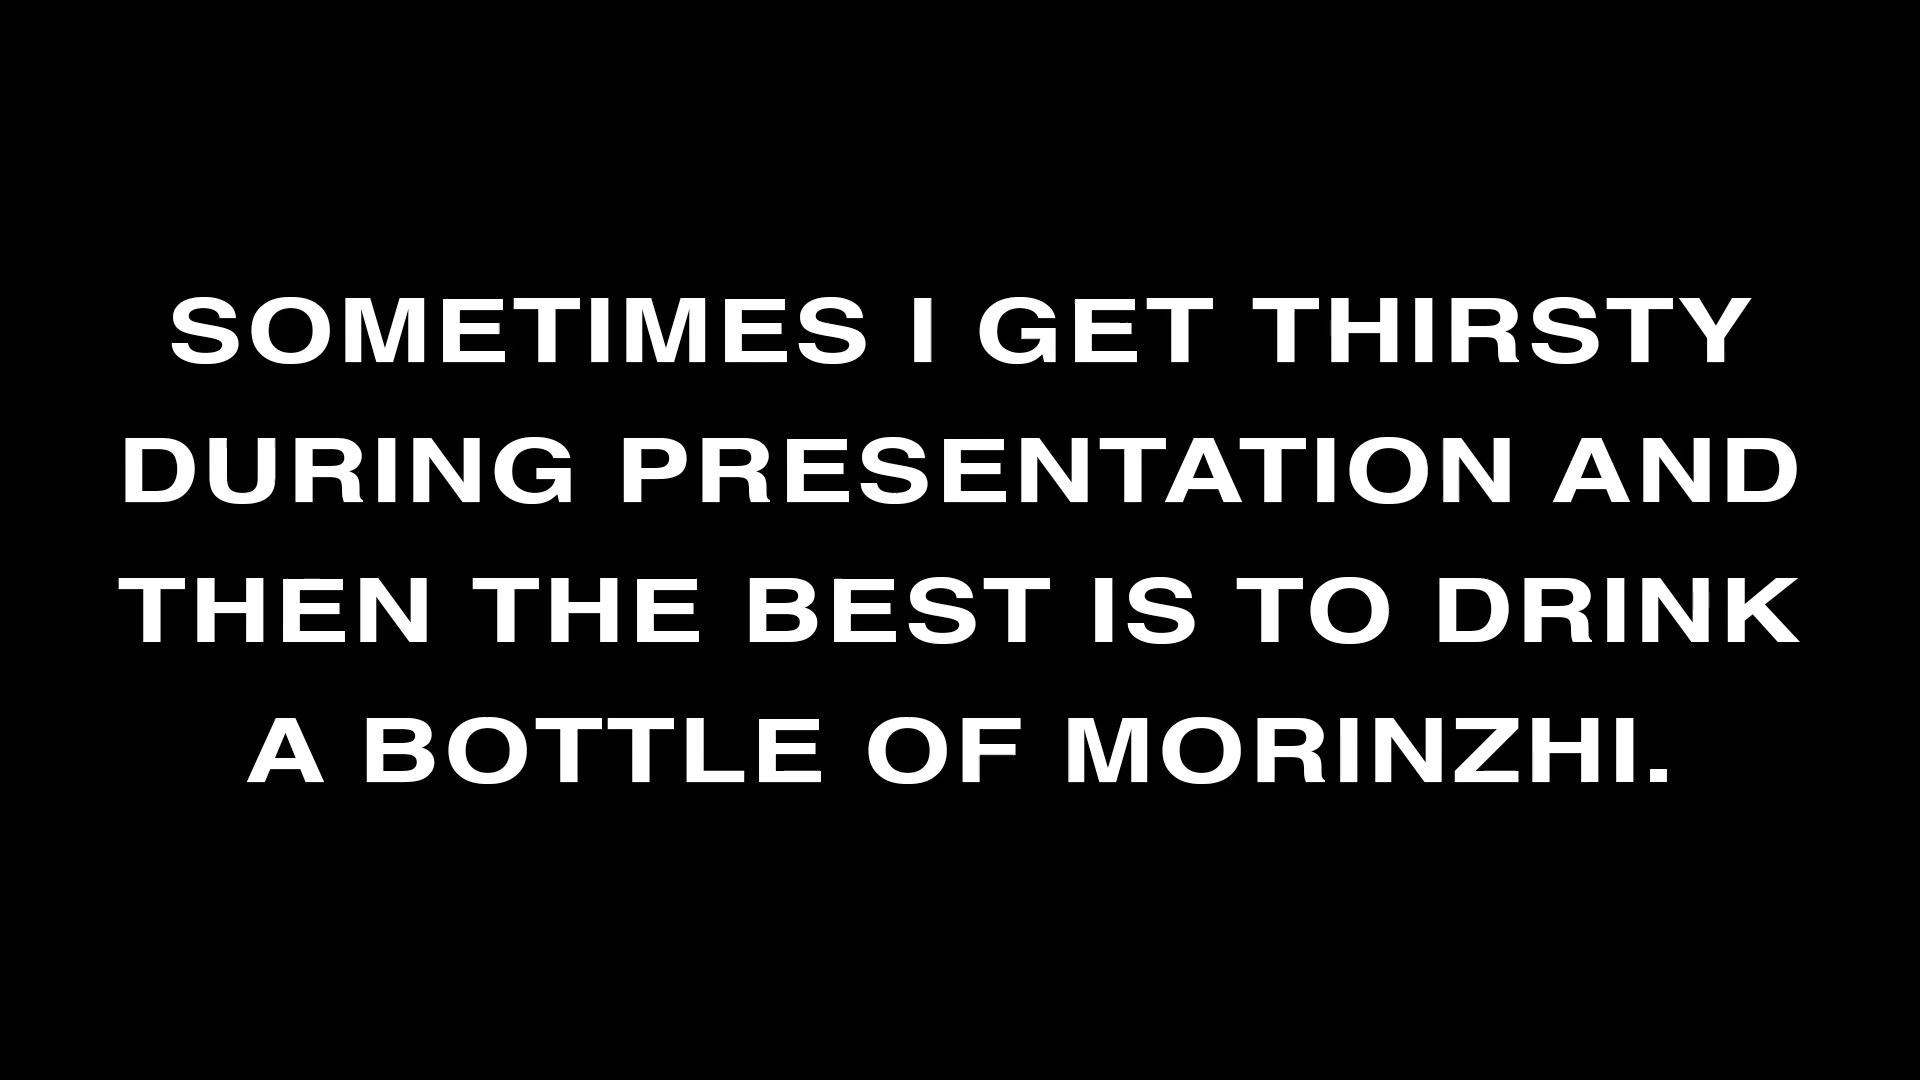 SOMETIMES I GET THIRSTY
DURING PRESENTATION AND
THEN THE BEST IS TO DRINK
A BOTTLE OF MORINZHI.